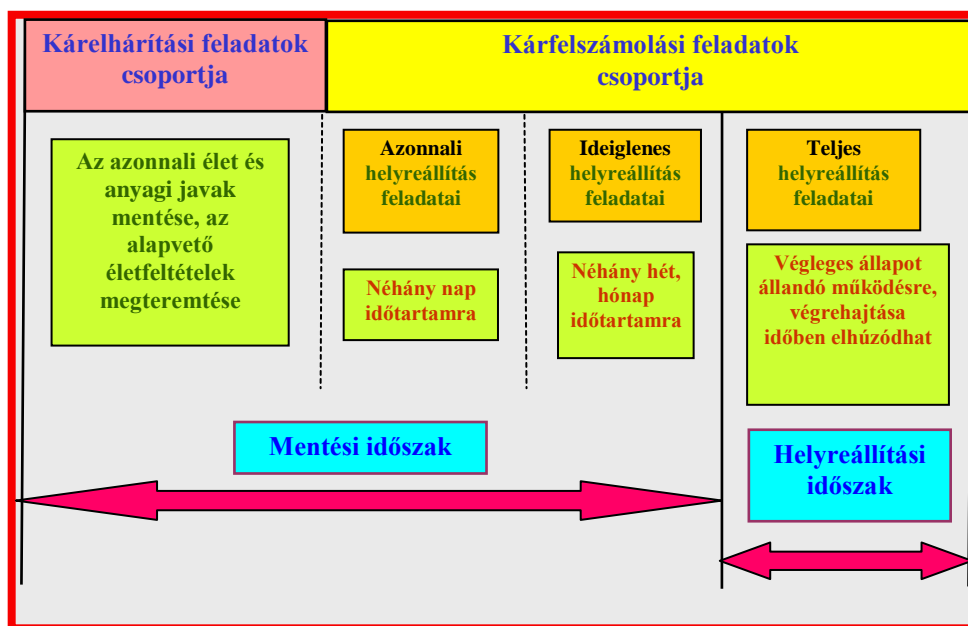 Kárelhárítási feladatok
csoportja
Kárfelszámolási feladatok
csoportja
Az azonnali élet és
anyagi javak
mentése, az
alapvető
életfeltételek
megteremtése
Azonnali
helyreállítás
feladatai
Néhány nap
időtartamra
Ideiglenes
helyreállítás
feladatai
Néhány hét,
hónap
időtartamra
Teljes
helyreállítás
feladatai
Végleges állapot
állandó működésre,
végrehajtása
időben elhúzódhat
Mentési időszak
Helyreállítási
időszak